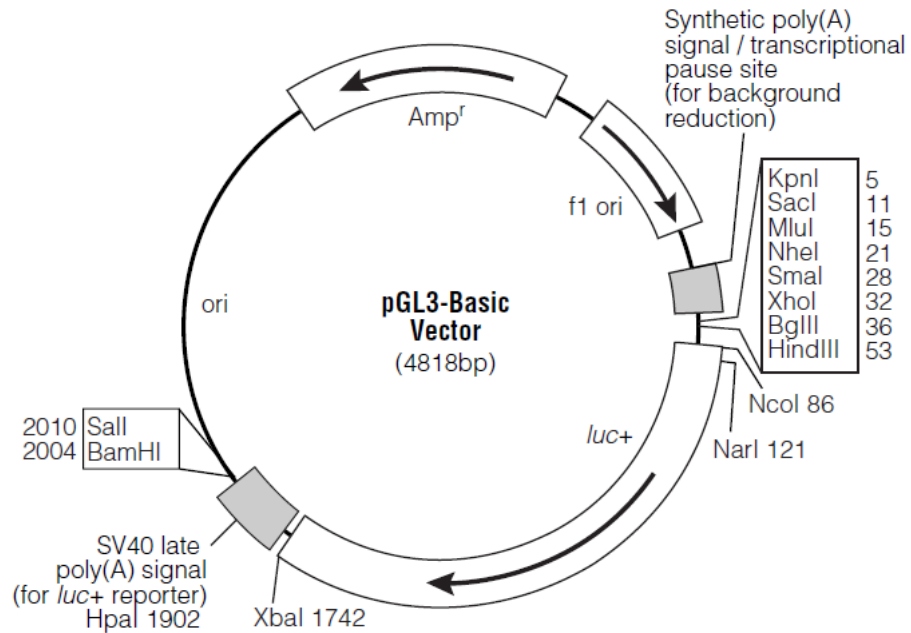 Synthetic poly(A)
signal / transcriptional
pause site
(for background
reduction)
Ampʳ
f1 ori
KpnI 5
SacI 11
MluI 15
NheI 21
SmaI 28
XhoI 32
BglII 36
HindIII 53
ori
pGL3-Basic
Vector
(4818bp)
NcoI 86
NarI 121
luc+
2010 SalI
2004 BamHI
SV40 late
poly(A) signal
(for luc+ reporter)
HpaI 1902
XbaI 1742